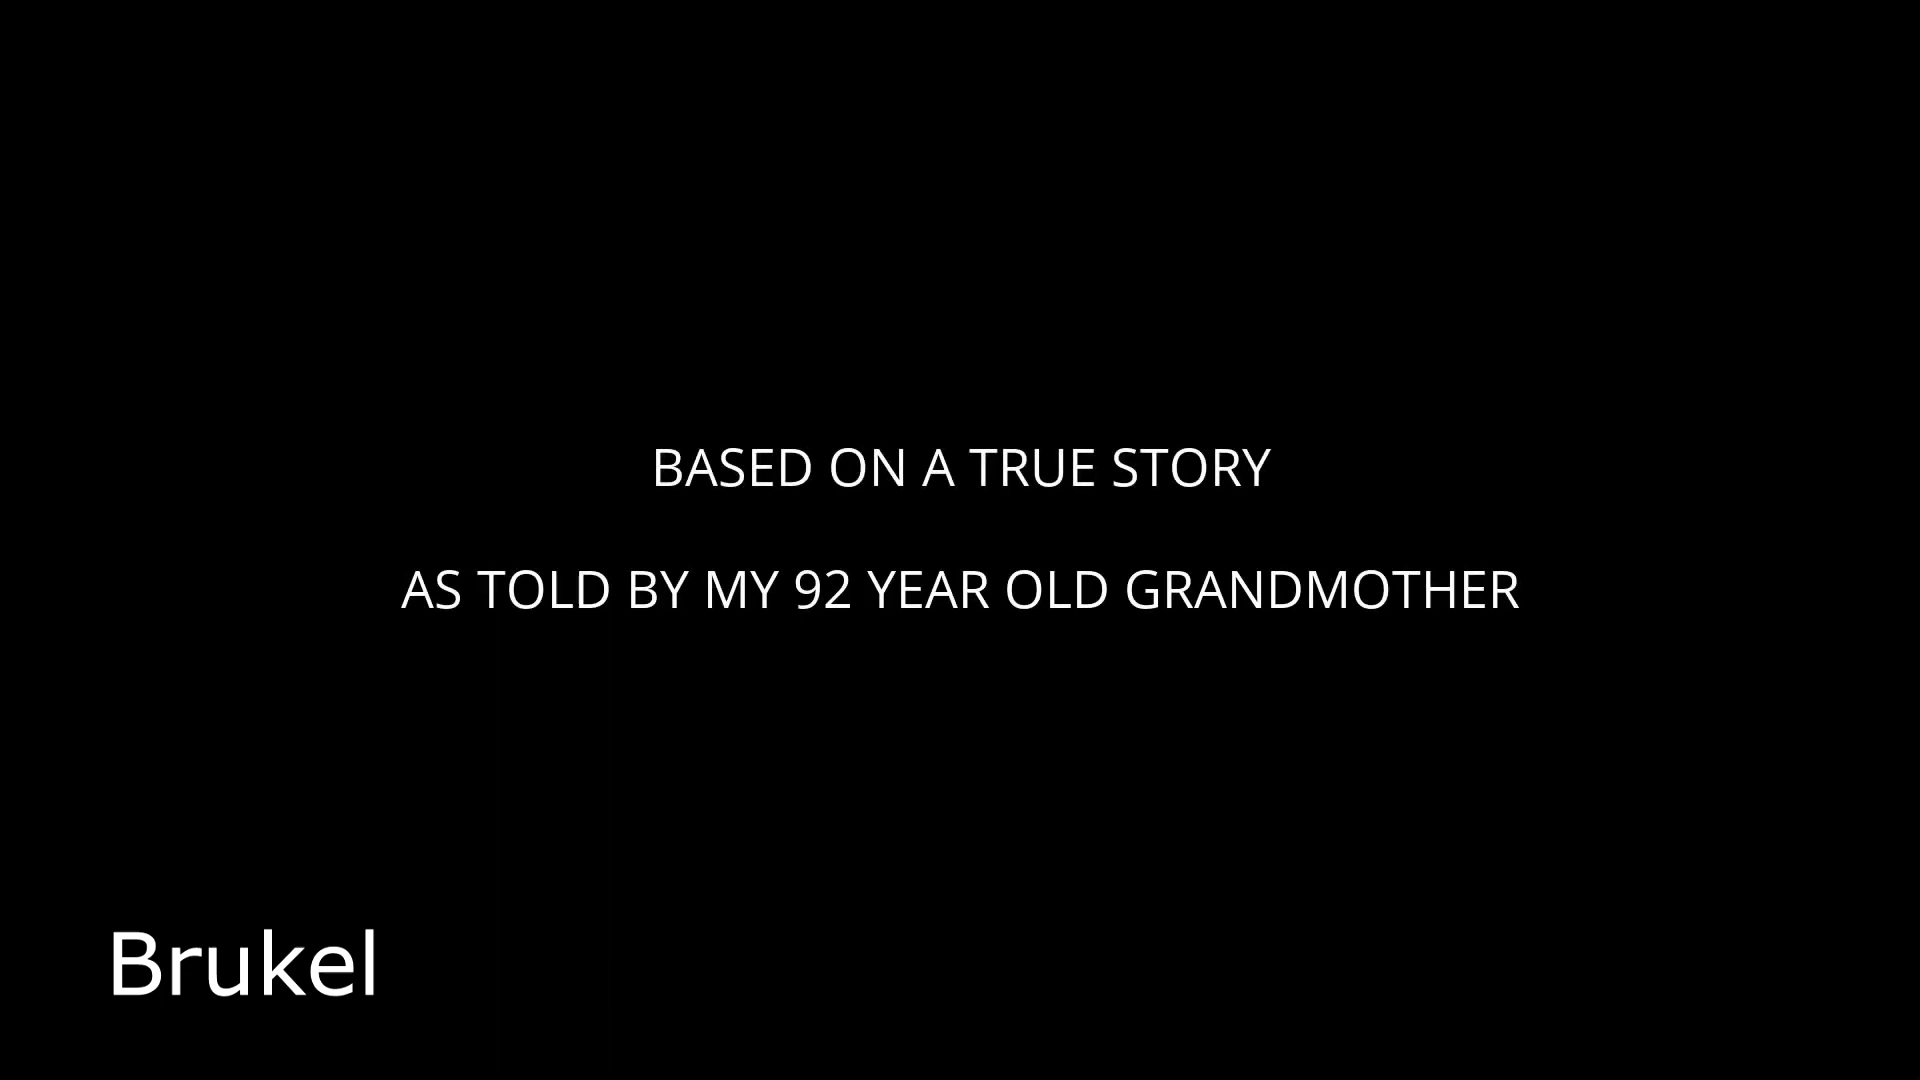 BASED ON A TRUE STORY
AS TOLD BY MY 92 YEAR OLD GRANDMOTHER
Brukel